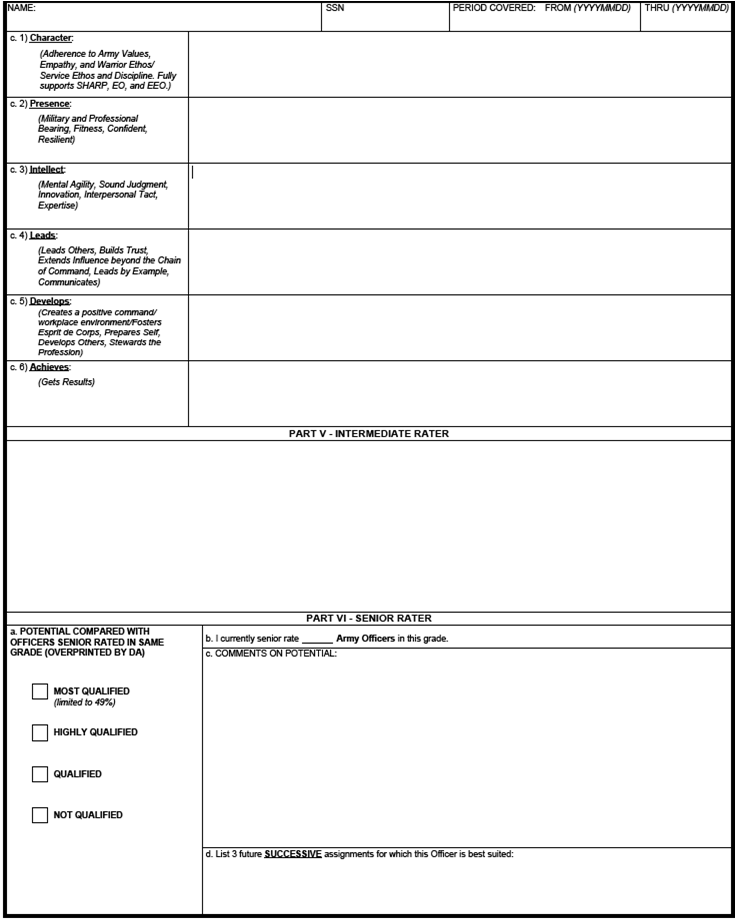 NAME:
SSN
PERIOD COVERED: FROM (YYYYMMDD)
THRU (YYYYMMDD)
c. 1) Character:
(Adherence to Army Values,
Empathy, and Warrior Ethos/
Service Ethos and Discipline. Fully
supports SHARP, EO, and EEO.)
c. 2) Presence:
(Military and Professional
Bearing, Fitness, Confident,
Resilient)
c. 3) Intellect:
(Mental Agility, Sound Judgment,
Innovation, Interpersonal Tact,
Expertise)
c. 4) Leads:
(Leads Others, Builds Trust,
Extends Influence beyond the Chain
of Command, Leads by Example,
Communicates)
c. 5) Develops:
(Creates a positive command/
workplace environment/Fosters
Esprit de Corps, Prepares Self,
Develops Others, Stewards the
Profession)
c. 6) Achieves:
(Gets Results)
PART V - INTERMEDIATE RATER
PART VI - SENIOR RATER
a. POTENTIAL COMPARED WITH
OFFICERS SENIOR RATED IN SAME
GRADE (OVERPRINTED BY DA)
MOST QUALIFIED
(limited to 49%)
HIGHLY QUALIFIED
QUALIFIED
NOT QUALIFIED
b. I currently senior rate ______ Army Officers in this grade.
c. COMMENTS ON POTENTIAL:
d. List 3 future SUCCESSIVE assignments for which this Officer is best suited: